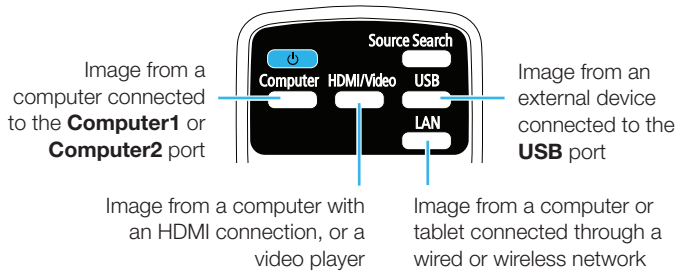 Source Search
Computer HDMI/Video USB
LAN
Image from a
computer connected
to the Computer1 or
Computer2 port
Image from an
external device
connected to the
USB port
Image from a computer with
an HDMI connection, or a
video player
Image from a computer or
tablet connected through a
wired or wireless network